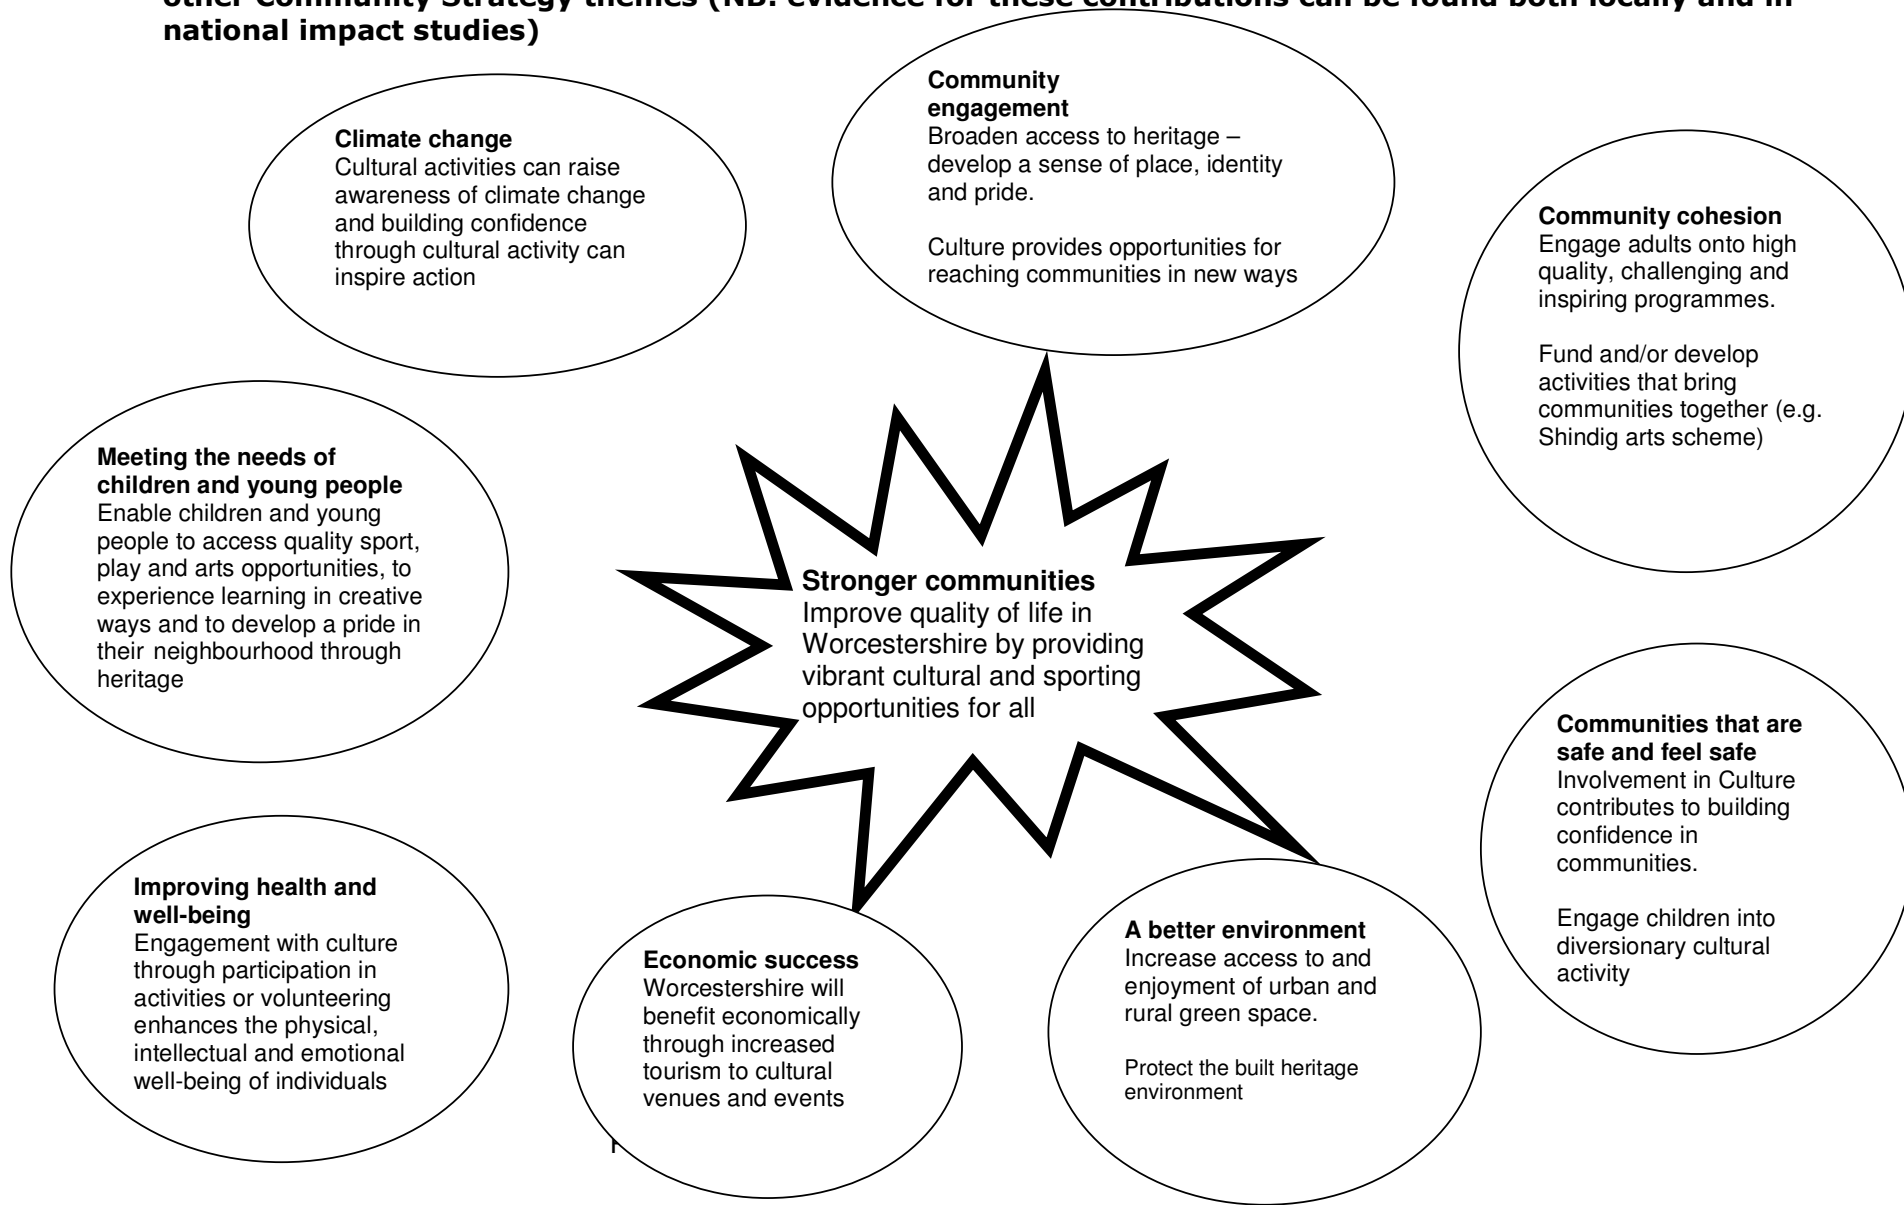 other Community Strategy themes (NB: evidence for these contributions can be found both locally and in
national impact studies)
Climate change
Cultural activities can raise
awareness of climate change
and building confidence
through cultural activity can
inspire action
Community
engagement
Broaden access to heritage –
develop a sense of place, identity
and pride.
Culture provides opportunities for
reaching communities in new ways
Community cohesion
Engage adults onto high
quality, challenging and
inspiring programmes.
Fund and/or develop
activities that bring
communities together (e.g.
Shindig arts scheme)
Meeting the needs of
children and young people
Enable children and young
people to access quality sport,
play and arts opportunities, to
experience learning in creative
ways and to develop a pride in
their neighbourhood through
heritage
Stronger communities
Improve quality of life in
Worcestershire by providing
vibrant cultural and sporting
opportunities for all
Communities that are
safe and feel safe
Involvement in Culture
contributes to building
confidence in
communities.
Engage children into
diversionary cultural
activity
Improving health and
well-being
Engagement with culture
through participation in
activities or volunteering
enhances the physical,
intellectual and emotional
well-being of individuals
Economic success
Worcestershire will
benefit economically
through increased
tourism to cultural
venues and events
A better environment
Increase access to and
enjoyment of urban and
rural green space.
Protect the built heritage
environment